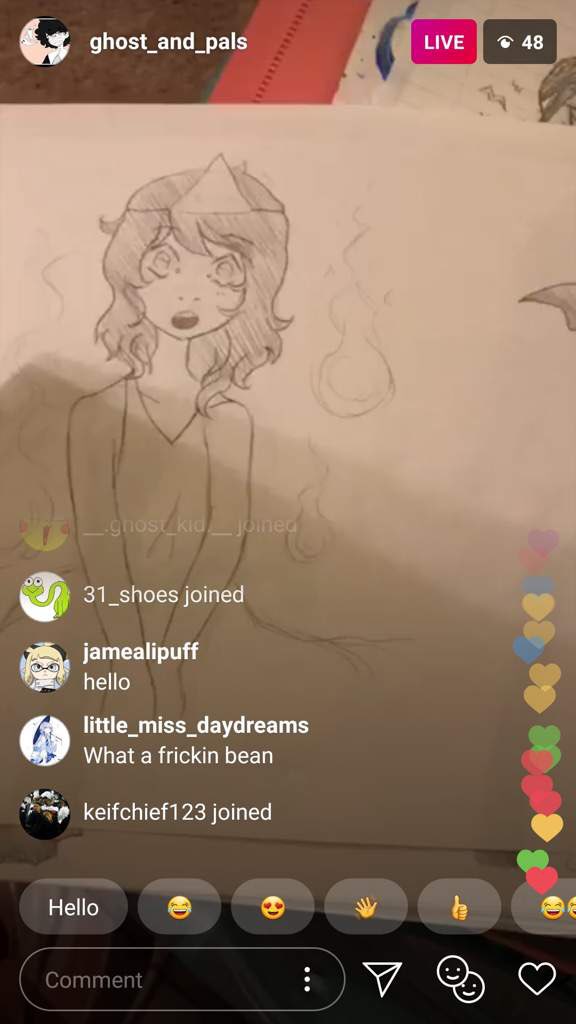 ghost_and_pals
LIVE
48
__.ghost_kid.__ joined
31_shoes joined
jamealipuff
hello
little_miss_daydreams
What a frickin bean
keifchief123 joined
Hello
Comment